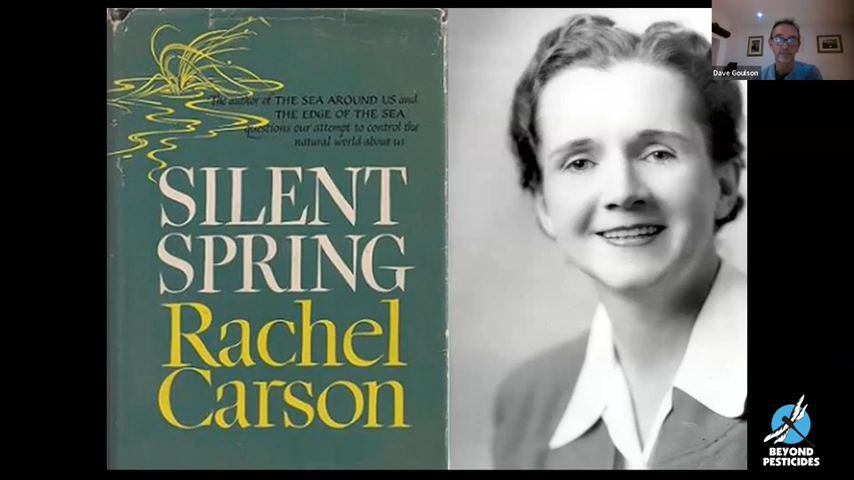 The author of THE SEA AROUND US and
THE EDGE OF THE SEA
questions our attempt to control the
natural world about us
SILENT
SPRING
Rachel
Carson
Dave Goulson
BEYOND
PESTICIDES